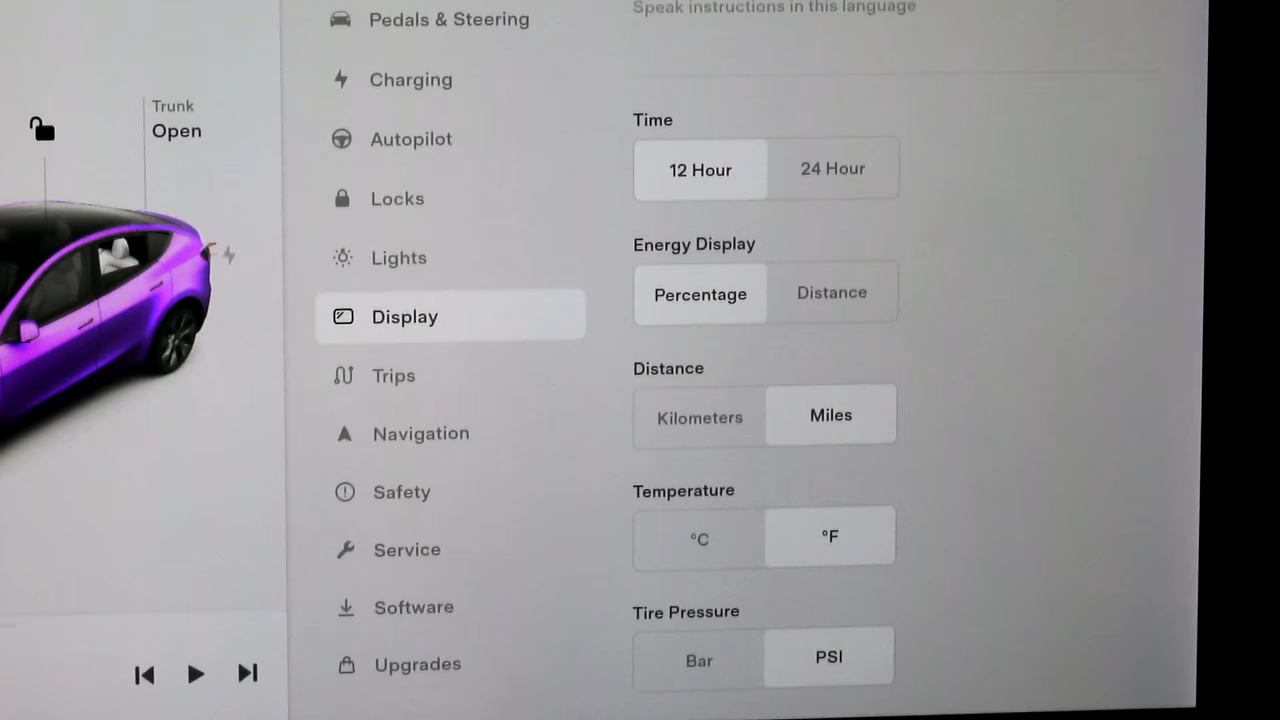 Trunk
Open
Pedals & Steering
Charging
Autopilot
Locks
Lights
Display
Trips
Navigation
Safety
Service
Software
Upgrades
Speak instructions in this language
Time
12 Hour
24 Hour
Energy Display
Percentage
Distance
Distance
Kilometers
Miles
Temperature
°C
°F
Tire Pressure
Bar
PSI